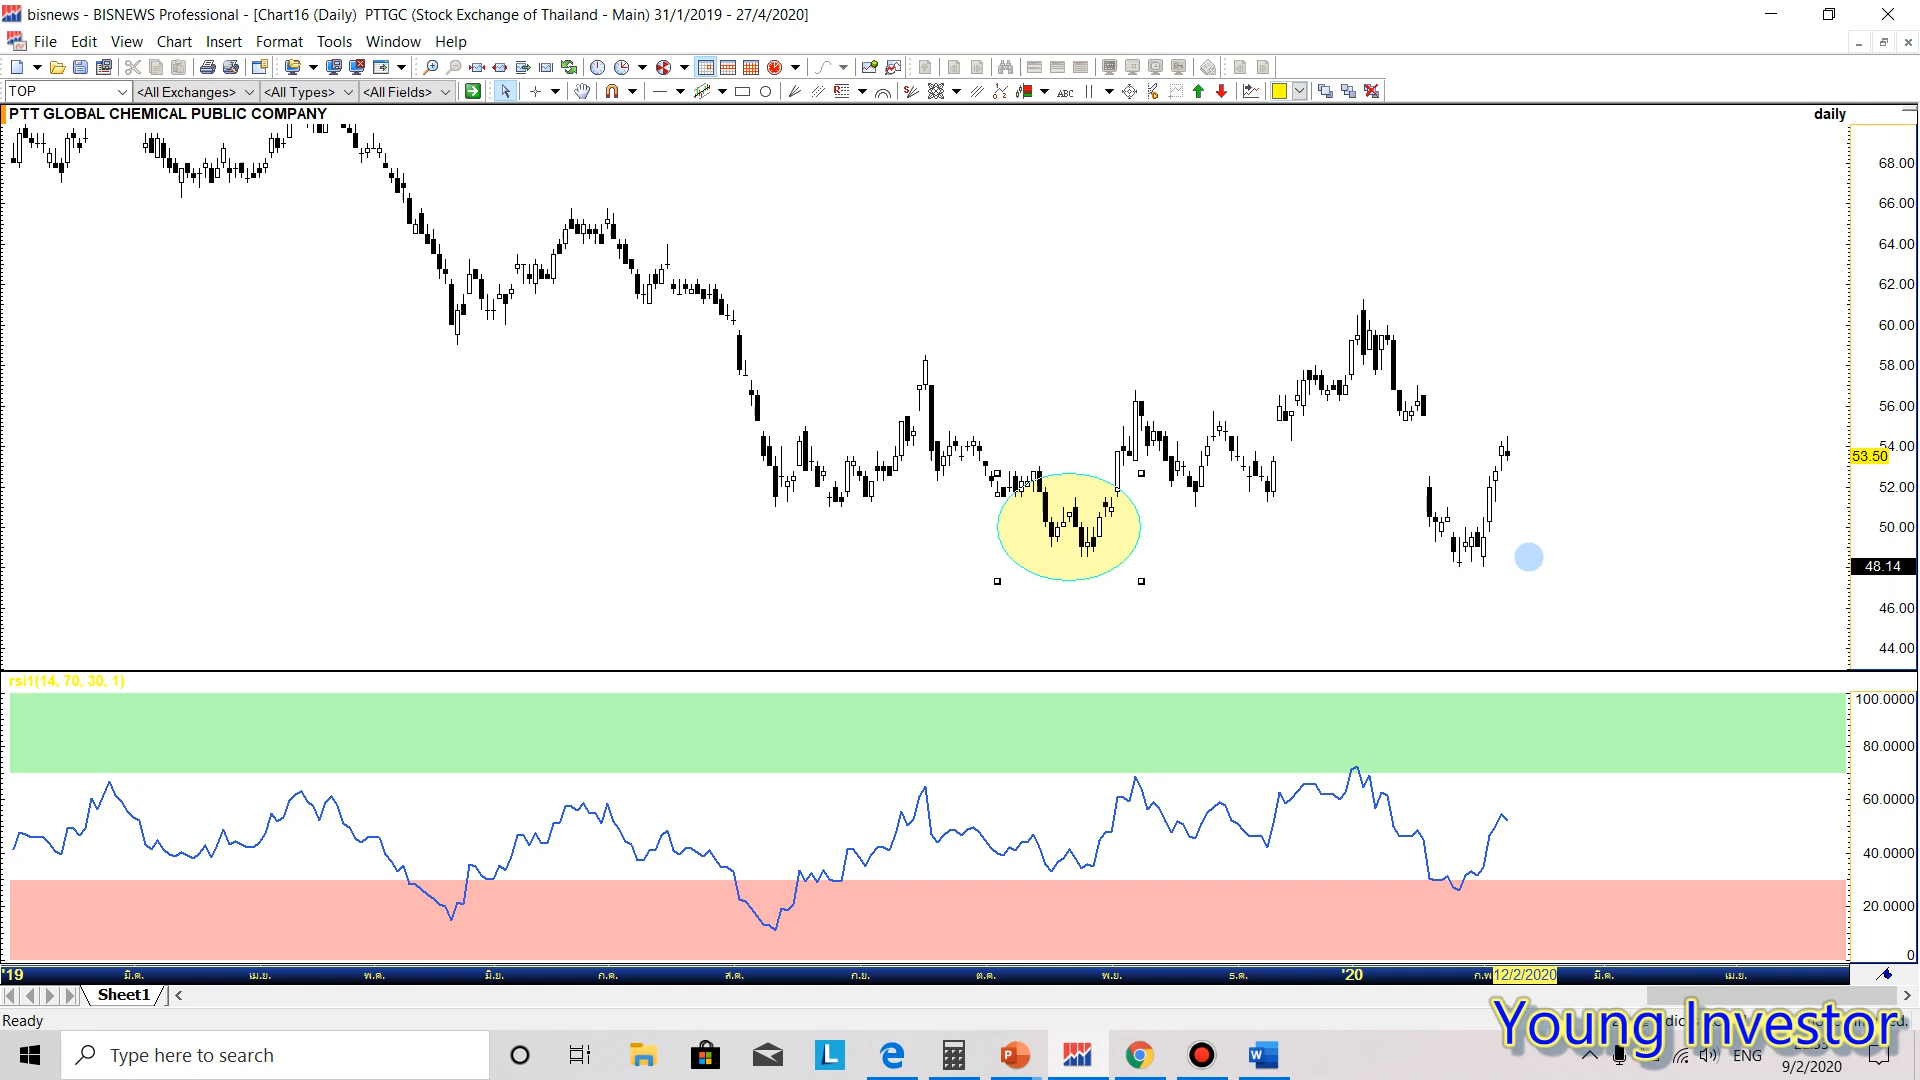 bisnews - BISNEWS Professional - [Chart16 (Daily)  PTTGC (Stock Exchange of Thailand - Main) 31/1/2019 - 27/4/2020]
File Edit View Chart Insert Format Tools Window Help
TOP <All Exchanges> <All Types> <All Fields> ABC
PTT GLOBAL CHEMICAL PUBLIC COMPANY daily
68.00
66.00
64.00
62.00
60.00
58.00
56.00
54.00
53.50
52.00
50.00
48.14
46.00
44.00
rsi1(14, 70, 30, 1)
100.0000
80.0000
60.0000
40.0000
20.0000
0
'19 มี.ค. เม.ย. พ.ค. มิ.ย. ก.ค. ส.ค. ก.ย. ต.ค. พ.ย. ธ.ค. '20 ก.พ 12/2/2020 มี.ค. เม.ย.
Sheet1
Ready
Young Investor
Type here to search
ENG
9/2/2020